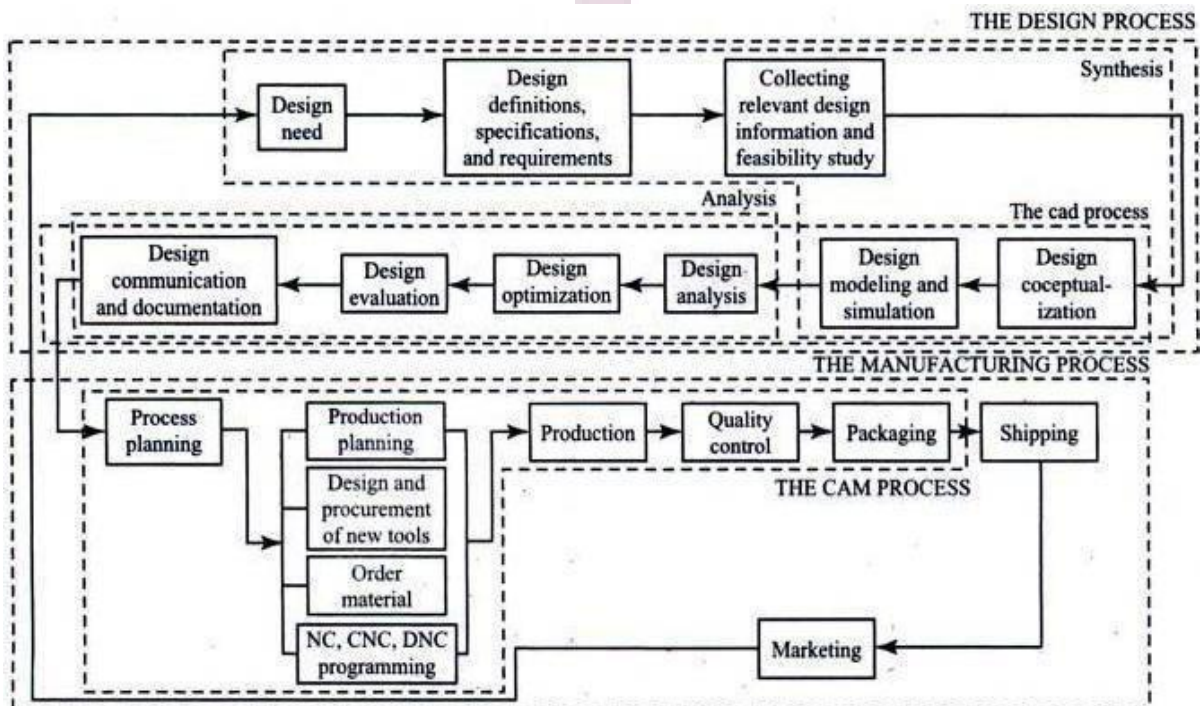 THE DESIGN PROCESS
Synthesis
Design
need
Design
definitions,
specifications,
and requirements
Collecting
relevant design
information and
feasibility study
Analysis
The cad process
Design
communication
and documentation
Design
evaluation
Design
optimization
Design
analysis
Design
modeling and
simulation
Design
coceptual-
ization
THE MANUFACTURING PROCESS
Process
planning
Production
planning
Design and
procurement
of new tools
Order
material
NC, CNC, DNC
programming
Production
Quality
control
Packaging
Shipping
THE CAM PROCESS
Marketing